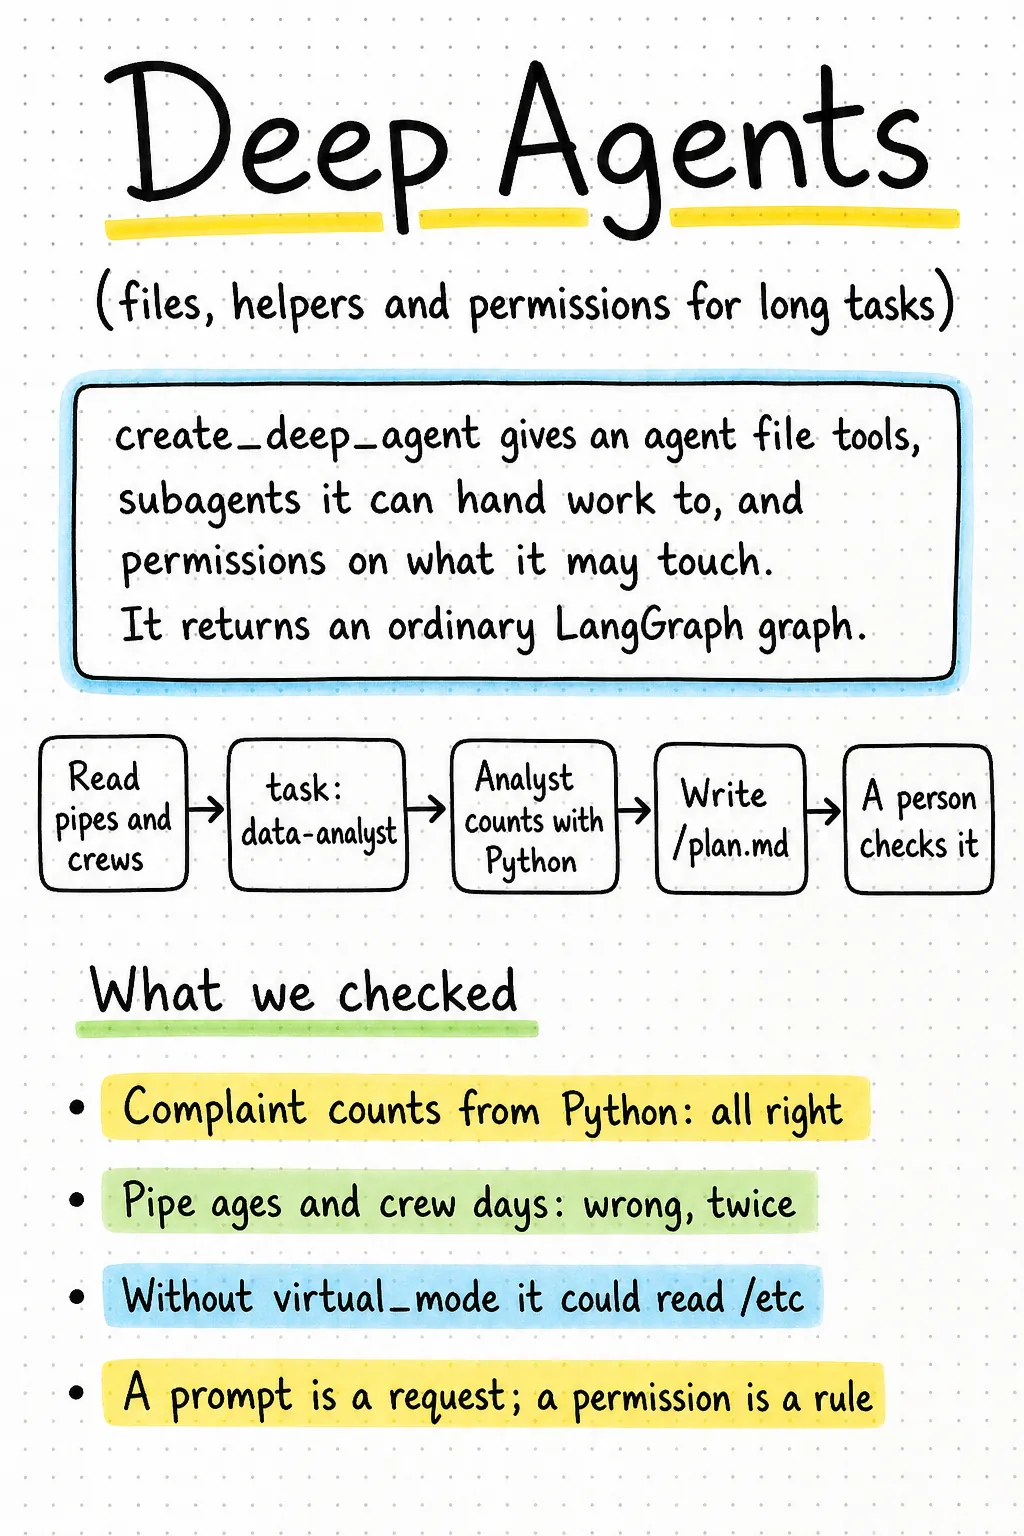 Deep Agents
(files, helpers and permissions for long tasks)
create_deep_agent gives an agent file tools,
subagents it can hand work to, and
permissions on what it may touch.
It returns an ordinary LangGraph graph.
Read
pipes and
crews
task:
data-analyst
Analyst
counts with
Python
Write
/plan.md
A person
checks it
What we checked
• Complaint counts from Python: all right
• Pipe ages and crew days: wrong, twice
• Without virtual_mode it could read /etc
• A prompt is a request; a permission is a rule